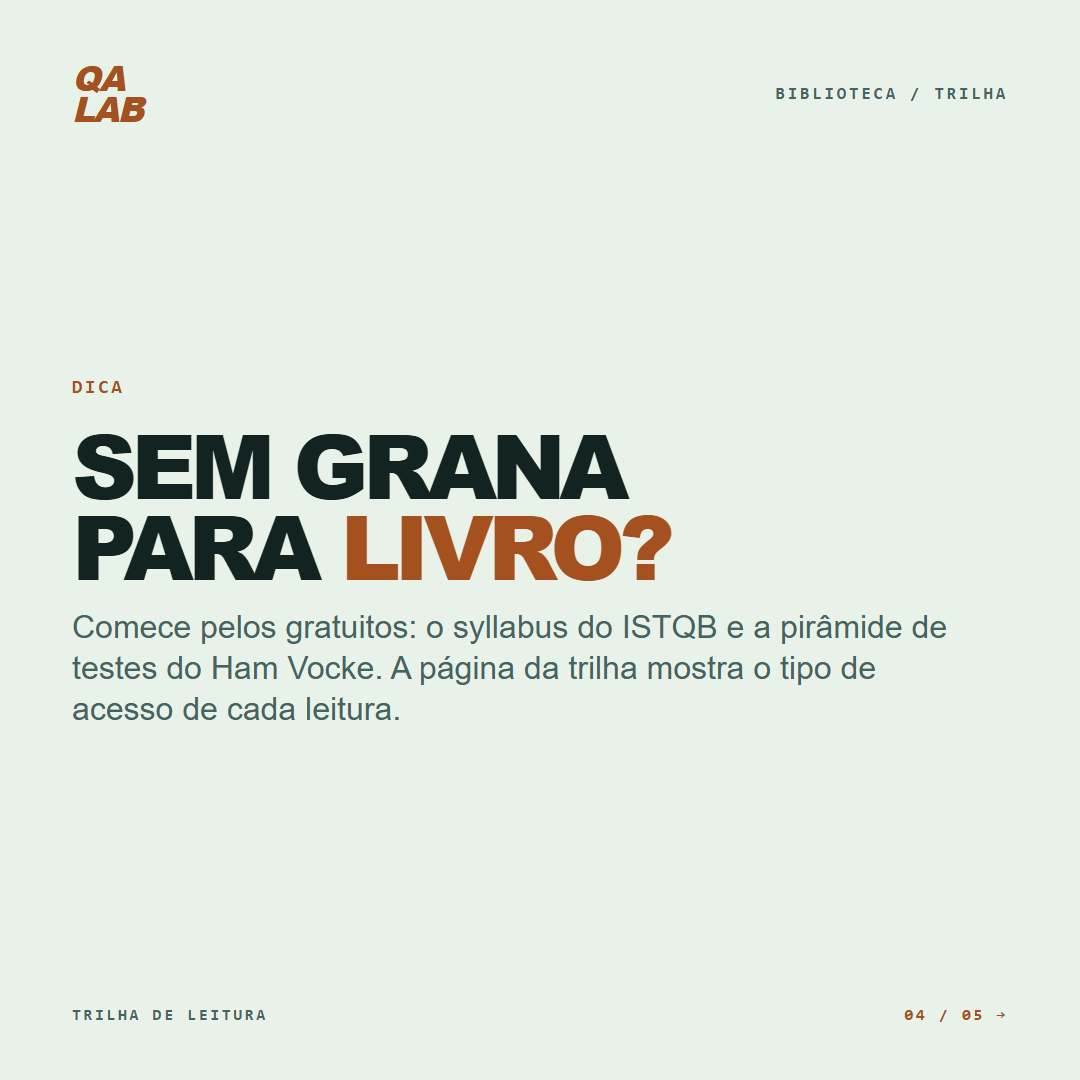 QA
LAB
BIBLIOTECA / TRILHA
DICA
SEM GRANA
PARA LIVRO?
Comece pelos gratuitos: o syllabus do ISTQB e a pirâmide de
testes do Ham Vocke. A página da trilha mostra o tipo de
acesso de cada leitura.
TRILHA DE LEITURA
04 / 05 →